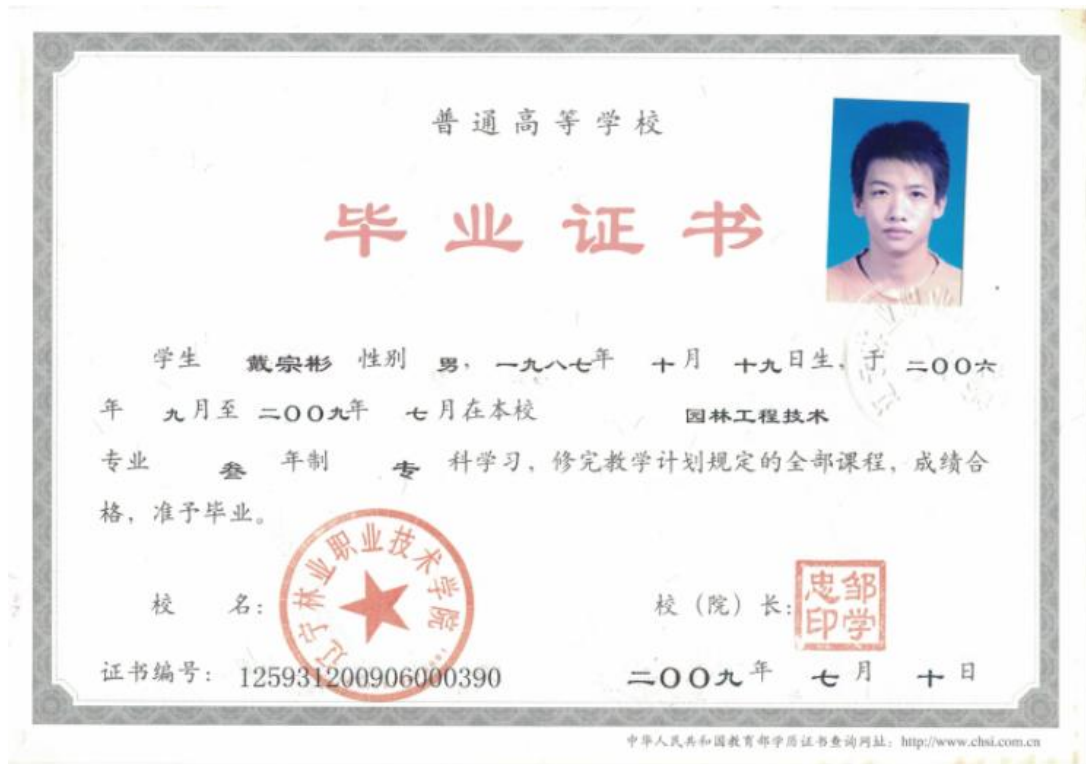 普通高等学校
毕业证书
学生 戴宗彬 性别 男，一九八七年 十月 十九日生，于 二〇〇六
年 九月至 二〇〇九年 七月在本校 园林工程技术
专业 叁 年制 专 科学习，修完教学计划规定的全部课程，成绩合
格，准予毕业。
辽宁林业职业技术学院
校 名：
校（院）长：
邹学忠印
证书编号：125931200906000390
二〇〇九年 七月 十日
中华人民共和国教育部学历证书查询网址：http://www.chsi.com.cn